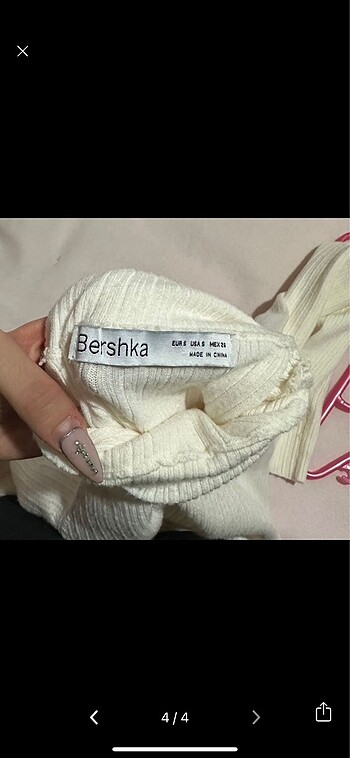 Bershka
EUR S USA S MEX 26
MADE IN CHINA
4/4